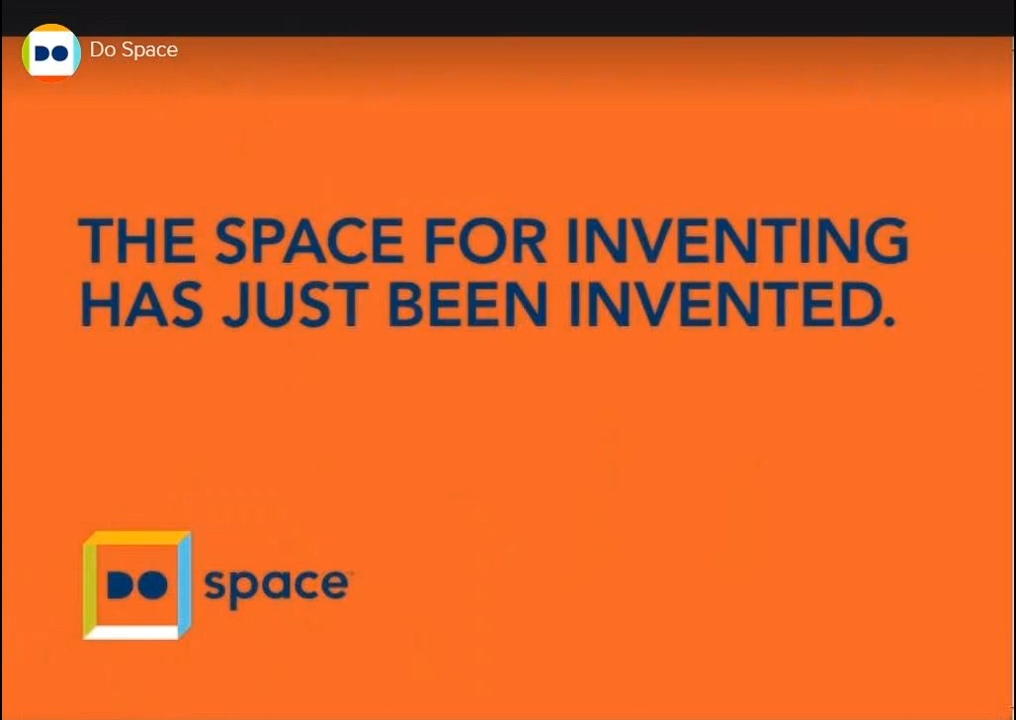 DO Do Space
THE SPACE FOR INVENTING
HAS JUST BEEN INVENTED.
DO space